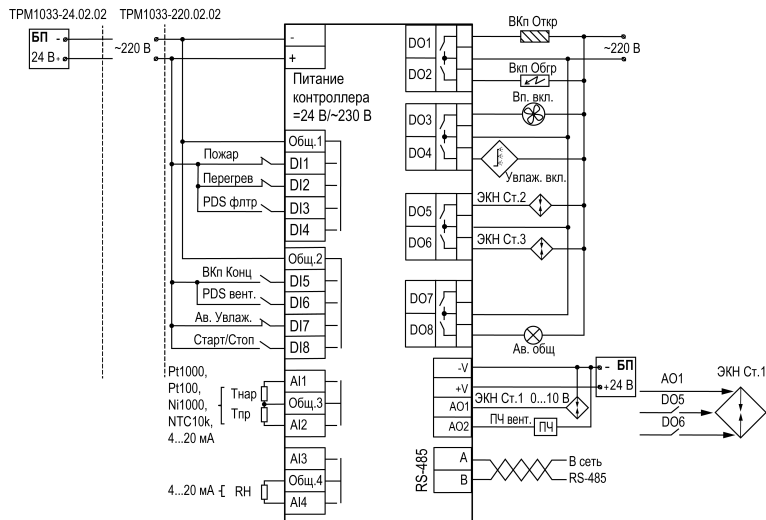 ТРМ1033-24.02.02
ТРМ1033-220.02.02
БП -
24 В+
~220 В
-
+
Питание
контроллера
=24 В/~230 В
Общ.1
Пожар
DI1
Перегрев
DI2
PDS флтр
DI3
DI4
Общ.2
ВКп Конц
DI5
PDS вент.
DI6
Ав. Увлаж.
DI7
Старт/Стоп
DI8
Pt1000,
Pt100,
Ni1000,
NTC10k,
4...20 мА
Тнар
Тпр
AI1
Общ.3
AI2
AI3
4...20 мА
RH
Общ.4
AI4
ВКп Откр
DO1
~220 В
DO2
Вкп Обгр
Вп. вкл.
DO3
DO4
Увлаж. вкл.
DO5
ЭКН Ст.2
DO6
ЭКН Ст.3
DO7
DO8
Ав. общ
-V
- БП
+V
+24 В
AO1
ЭКН Ст.1 0...10 В
AO2
ПЧ вент.
ПЧ
ЭКН Ст.1
AO1
DO5
DO6
RS-485
A
B
В сеть
RS-485